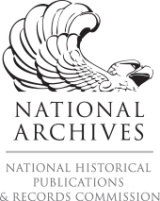 NATIONAL
ARCHIVES
NATIONAL HISTORICAL
PUBLICATIONS
& RECORDS COMMISSION